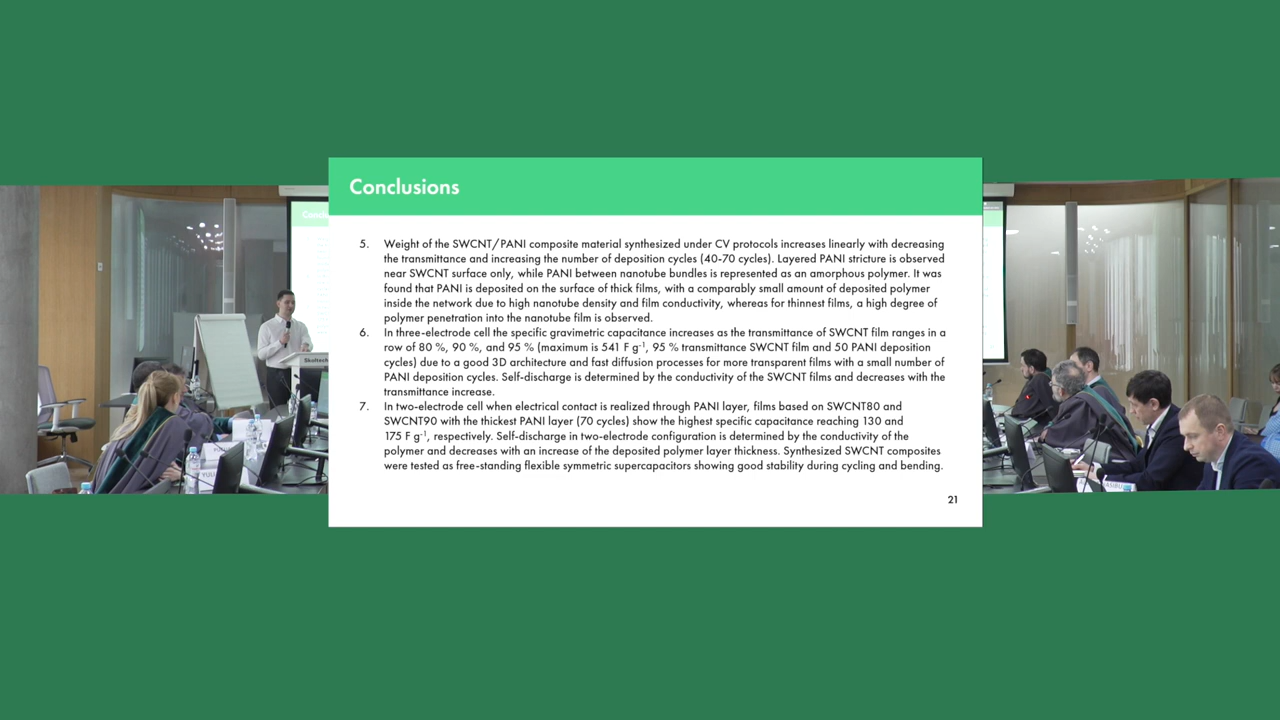 Conclusions
5. Weight of the SWCNT/PANI composite material synthesized under CV protocols increases linearly with decreasing
the transmittance and increasing the number of deposition cycles (40-70 cycles). Layered PANI stricture is observed
near SWCNT surface only, while PANI between nanotube bundles is represented as an amorphous polymer. It was
found that PANI is deposited on the surface of thick films, with a comparably small amount of deposited polymer
inside the network due to high nanotube density and film conductivity, whereas for thinnest films, a high degree of
polymer penetration into the nanotube film is observed.
6. In three-electrode cell the specific gravimetric capacitance increases as the transmittance of SWCNT film ranges in a
row of 80 %, 90 %, and 95 % (maximum is 541 F g⁻¹, 95 % transmittance SWCNT film and 50 PANI deposition
cycles) due to a good 3D architecture and fast diffusion processes for more transparent films with a small number of
PANI deposition cycles. Self-discharge is determined by the conductivity of the SWCNT films and decreases with the
transmittance increase.
7. In two-electrode cell when electrical contact is realized through PANI layer, films based on SWCNT80 and
SWCNT90 with the thickest PANI layer (70 cycles) show the highest specific capacitance reaching 130 and
175 F g⁻¹, respectively. Self-discharge in two-electrode configuration is determined by the conductivity of the
polymer and decreases with an increase of the deposited polymer layer thickness. Synthesized SWCNT composites
were tested as free-standing flexible symmetric supercapacitors showing good stability during cycling and bending.
21
Conclu
Skoltech